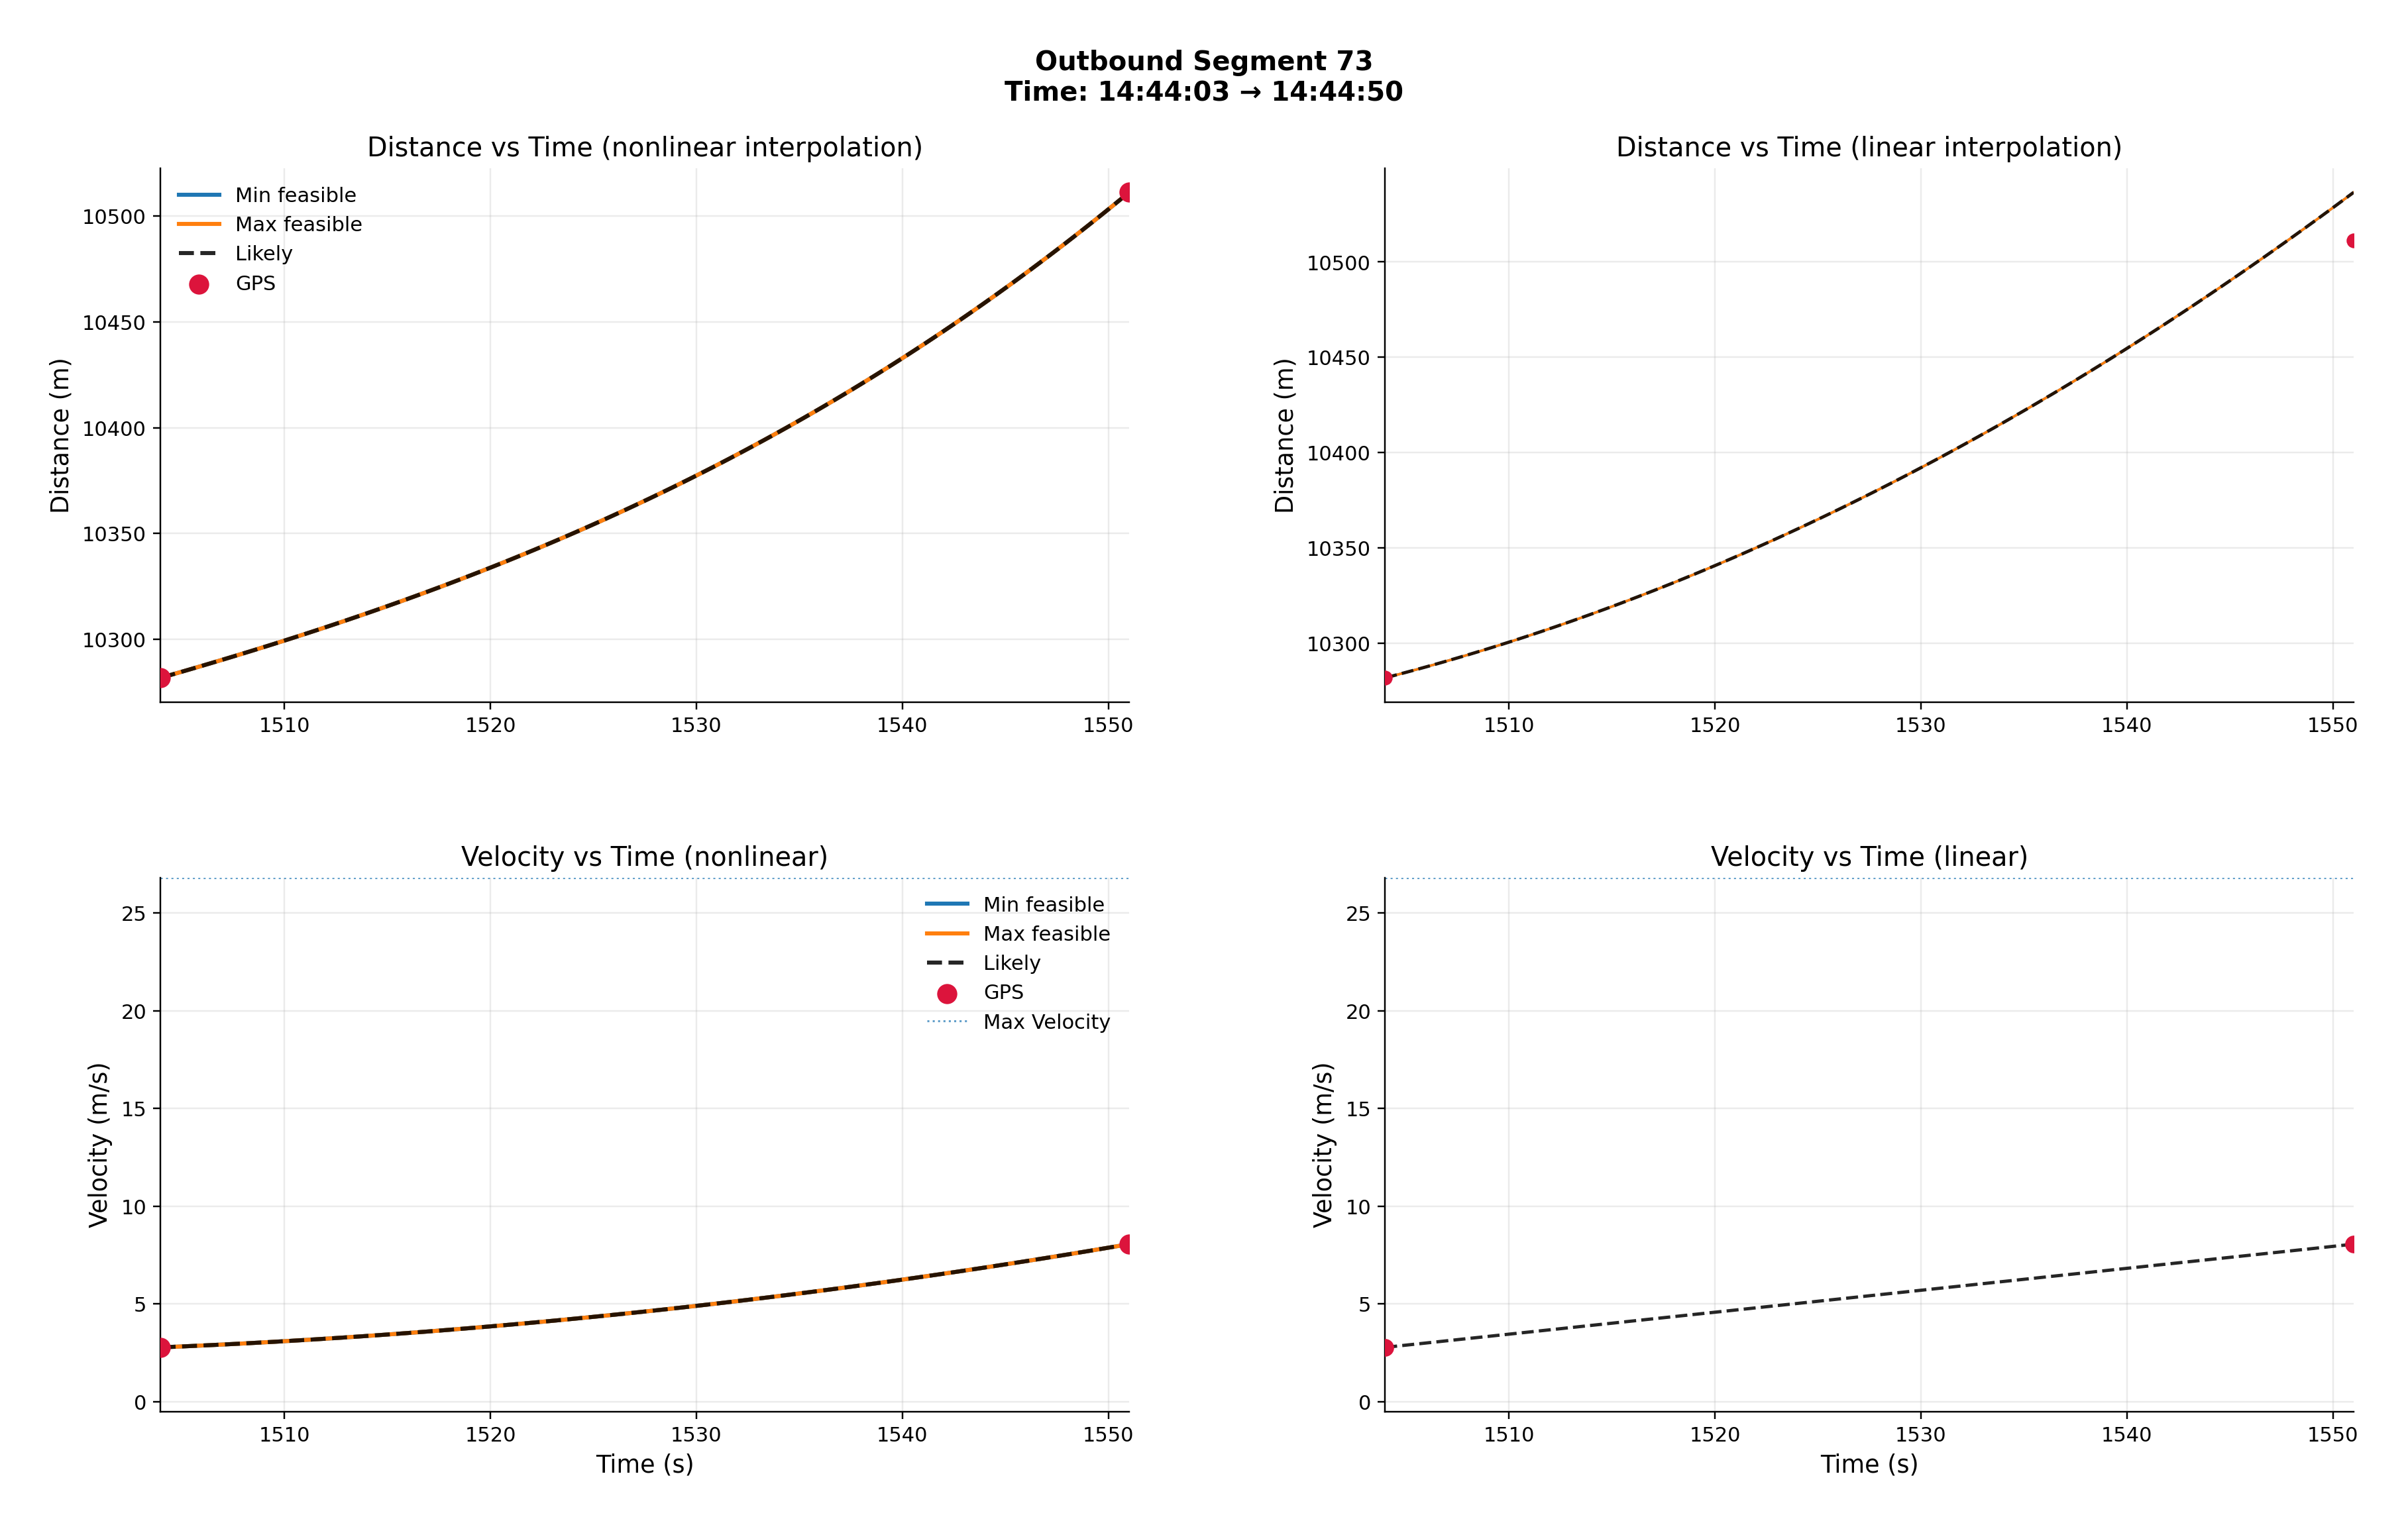 Outbound Segment 73
Time: 14:44:03 → 14:44:50
Distance vs Time (nonlinear interpolation)
Distance (m)
10500
10450
10400
10350
10300
Min feasible
Max feasible
Likely
GPS
1510
1520
1530
1540
1550
Distance vs Time (linear interpolation)
Distance (m)
10500
10450
10400
10350
10300
1510
1520
1530
1540
1550
Velocity vs Time (nonlinear)
Velocity (m/s)
25
20
15
10
5
0
Min feasible
Max feasible
Likely
GPS
Max Velocity
1510
1520
1530
1540
1550
Time (s)
Velocity vs Time (linear)
Velocity (m/s)
25
20
15
10
5
0
1510
1520
1530
1540
1550
Time (s)